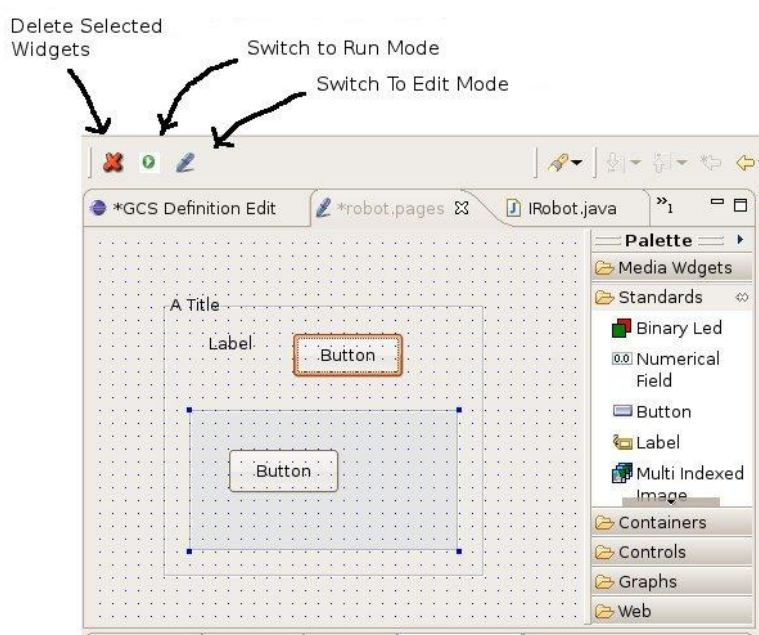 Delete Selected
Widgets
Switch to Run Mode
Switch To Edit Mode
*GCS Definition Edit
*robot.pages
IRobot.java
»1
Palette
Media Wdgets
A Title
Standards
Label
Button
Binary Led
0.0 Numerical
Field
Button
Label
Button
Multi Indexed
Image
Containers
Controls
Graphs
Web